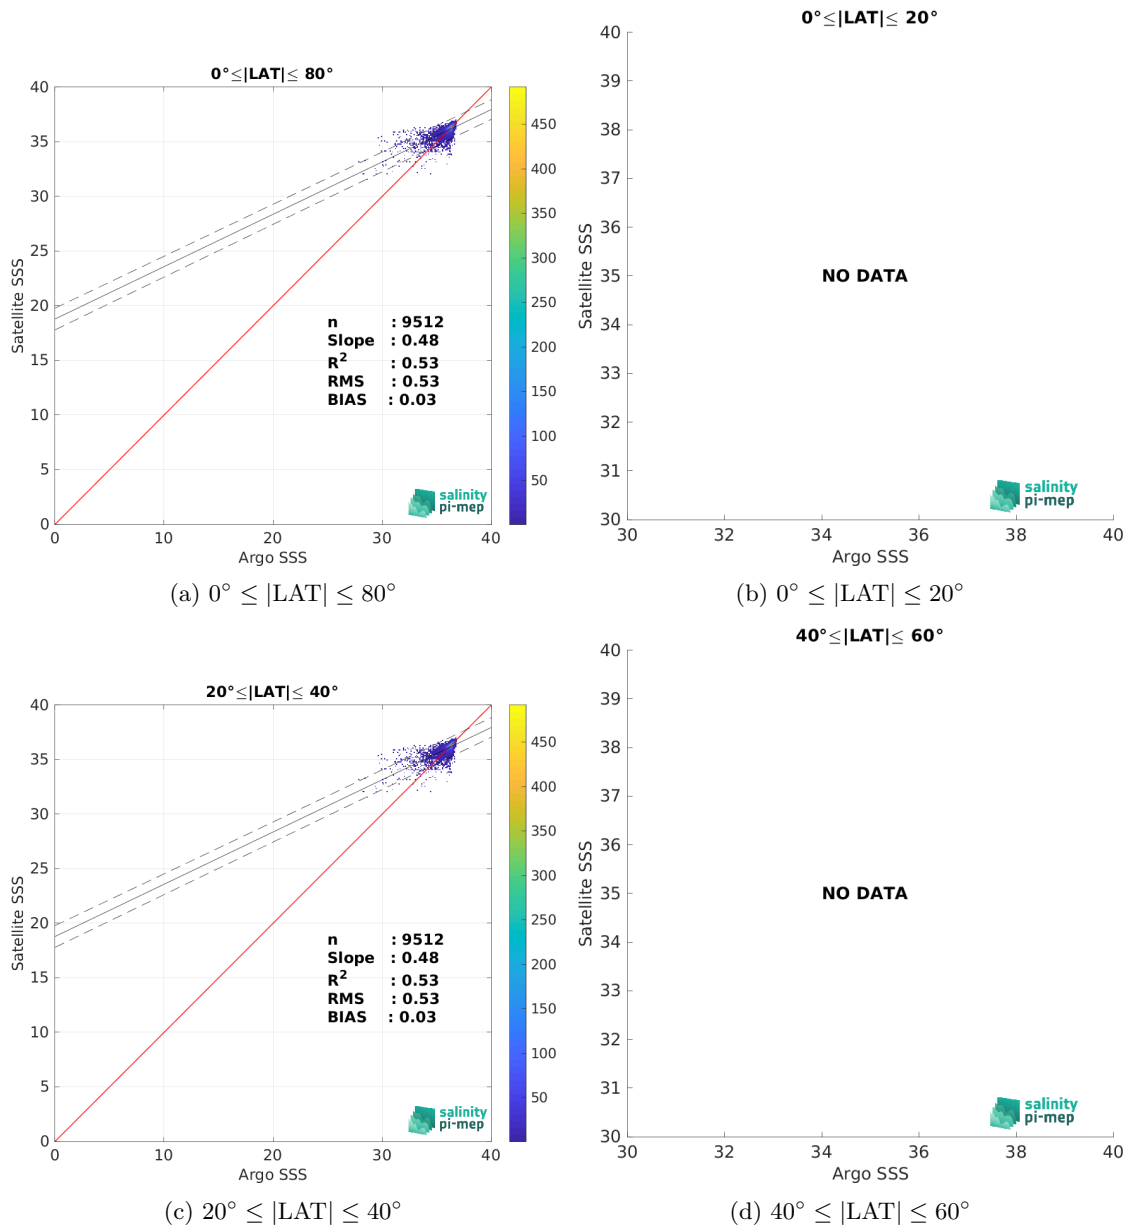 0°≤|LAT|≤ 80°
40
35
30
25
20
15
10
5
0
Satellite SSS
0
10
20
30
40
Argo SSS
450
400
350
300
250
200
150
100
50
n : 9512
Slope : 0.48
R² : 0.53
RMS : 0.53
BIAS : 0.03
salinity
pi-mep
(a) 0° ≤ |LAT| ≤ 80°
0°≤|LAT|≤ 20°
40
39
38
37
36
35
34
33
32
31
30
Satellite SSS
NO DATA
30
32
34
36
38
40
Argo SSS
salinity
pi-mep
(b) 0° ≤ |LAT| ≤ 20°
20°≤|LAT|≤ 40°
40
35
30
25
20
15
10
5
0
Satellite SSS
0
10
20
30
40
Argo SSS
450
400
350
300
250
200
150
100
50
n : 9512
Slope : 0.48
R² : 0.53
RMS : 0.53
BIAS : 0.03
salinity
pi-mep
(c) 20° ≤ |LAT| ≤ 40°
40°≤|LAT|≤ 60°
40
39
38
37
36
35
34
33
32
31
30
Satellite SSS
NO DATA
30
32
34
36
38
40
Argo SSS
salinity
pi-mep
(d) 40° ≤ |LAT| ≤ 60°